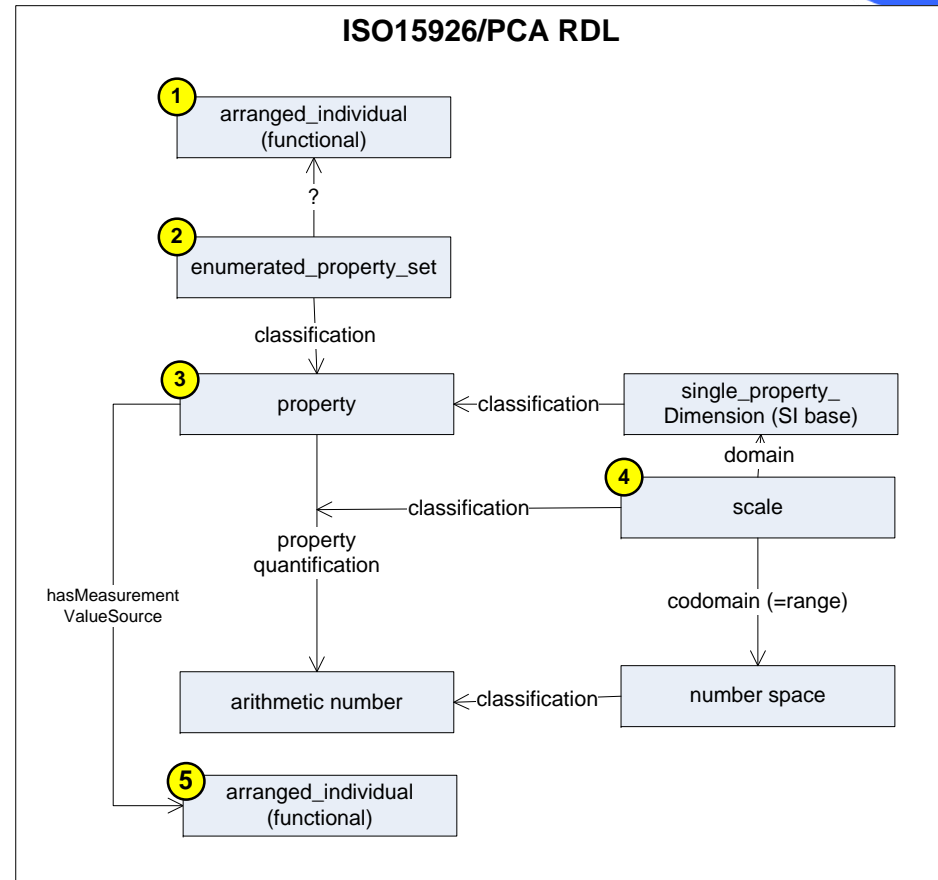 ISO15926/PCA RDL
1
arranged_individual
(functional)
?
2
enumerated_property_set
classification
3
property
classification
single_property_
Dimension (SI base)
domain
4
scale
classification
property
quantification
hasMeasurement
ValueSource
codomain (=range)
arithmetic number
classification
number space
5
arranged_individual
(functional)